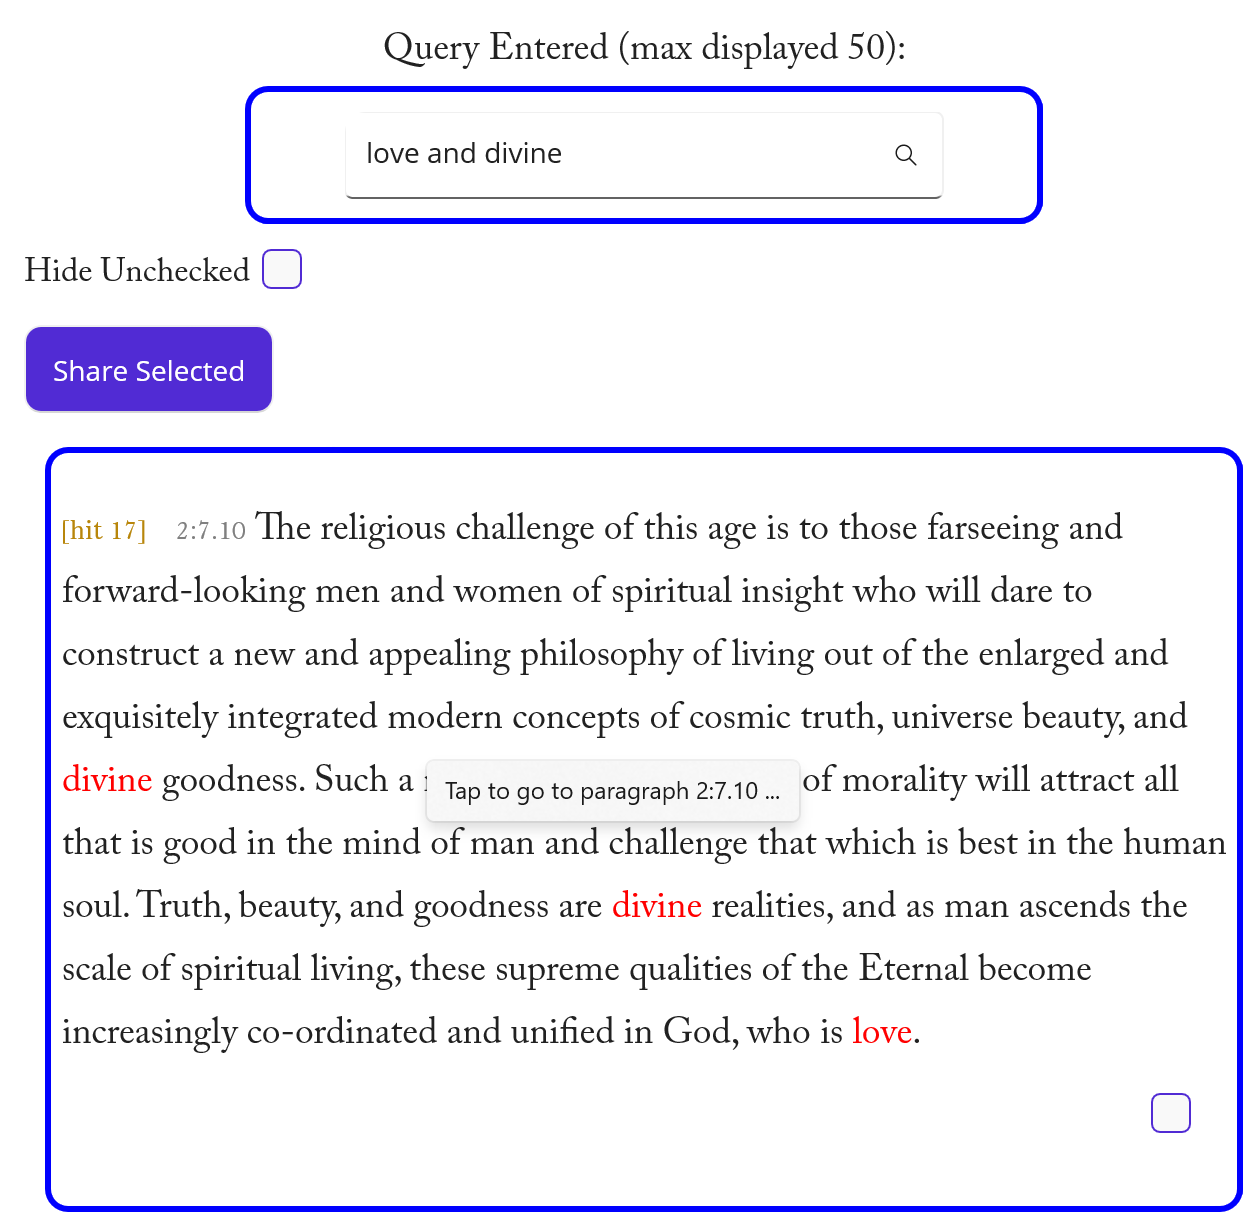 Query Entered (max displayed 50):
love and divine
Hide Unchecked
Share Selected
[hit 17] 2:7.10 The religious challenge of this age is to those farseeing and
forward-looking men and women of spiritual insight who will dare to
construct a new and appealing philosophy of living out of the enlarged and
exquisitely integrated modern concepts of cosmic truth, universe beauty, and
divine goodness. Such a of morality will attract all
Tap to go to paragraph 2:7.10 ...
that is good in the mind of man and challenge that which is best in the human
soul. Truth, beauty, and goodness are divine realities, and as man ascends the
scale of spiritual living, these supreme qualities of the Eternal become
increasingly co-ordinated and unified in God, who is love.